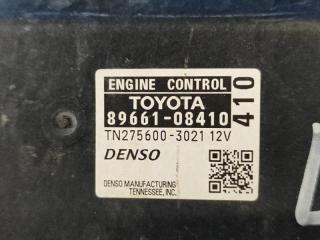 ENGINE CONTROL
TOYOTA
89661-08410
410
TN275600-3021 12V
DENSO
DENSO MANUFACTURING
TENNESSEE, INC.